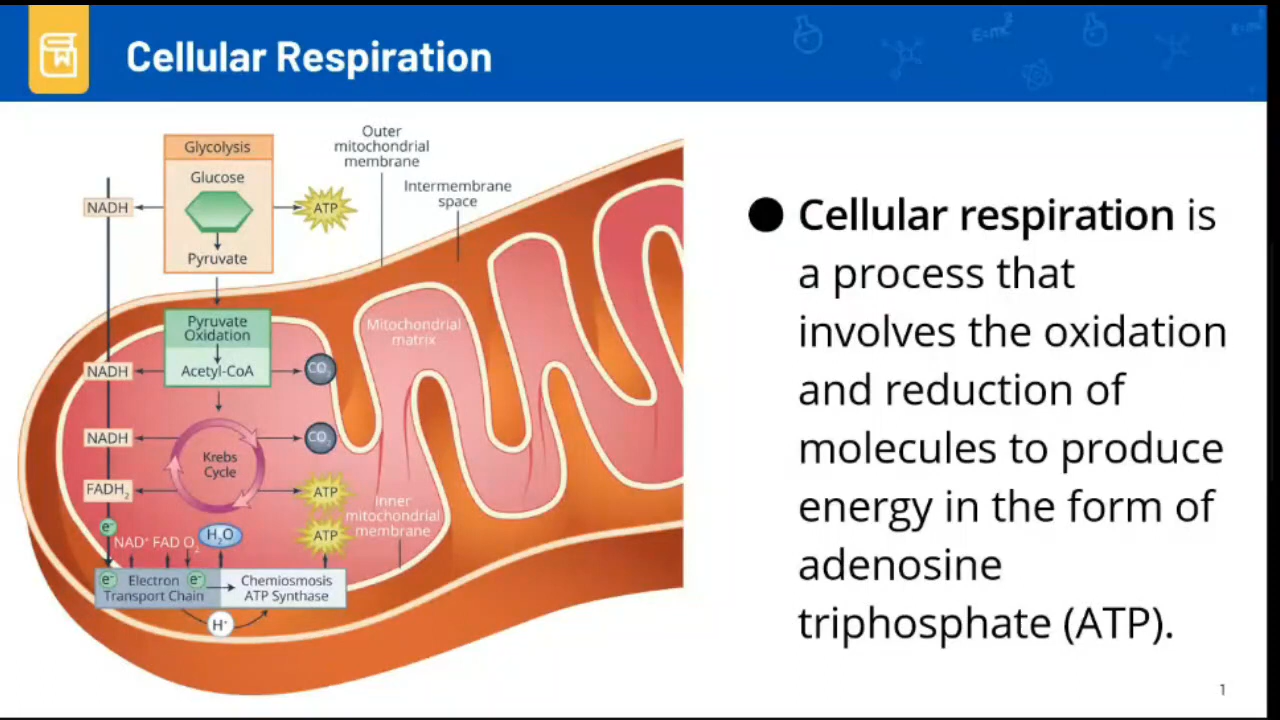 Cellular Respiration
E=mc²
Glycolysis
Glucose
Pyruvate
NADH
ATP
Outer
mitochondrial
membrane
Intermembrane
space
Pyruvate
Oxidation
Acetyl-CoA
NADH
CO₂
Mitochondrial
matrix
NADH
Krebs
Cycle
CO₂
FADH₂
ATP
Inner
mitochondrial
membrane
e⁻
NAD⁺ FAD O₂
H₂O
ATP
e⁻ Electron e⁻
Transport Chain
Chemiosmosis
ATP Synthase
H⁺
● Cellular respiration is
a process that
involves the oxidation
and reduction of
molecules to produce
energy in the form of
adenosine
triphosphate (ATP).
1